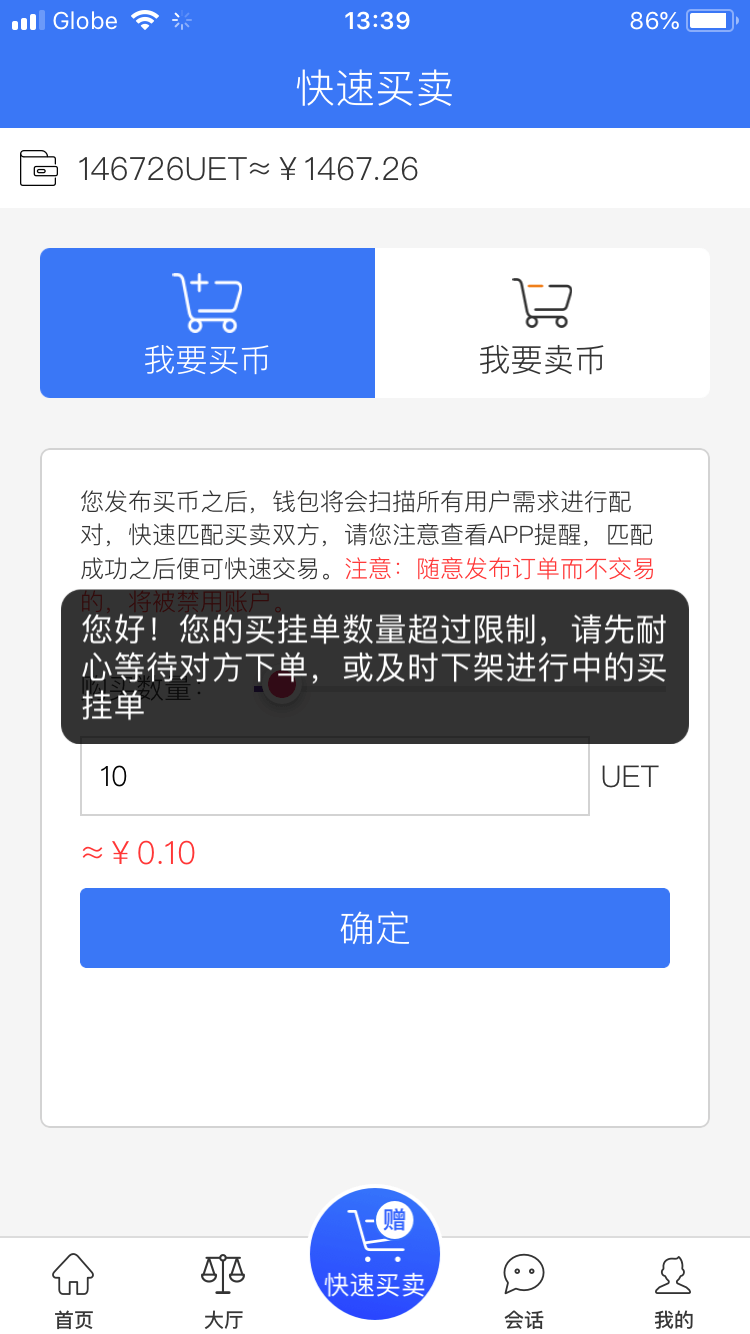 Globe 13:39 86%
快速买卖
146726UET≈￥1467.26
我要买币 我要卖币
您发布买币之后，钱包将会扫描所有用户需求进行配
对，快速匹配买卖双方，请您注意查看APP提醒，匹配
成功之后便可快速交易。注意：随意发布订单而不交易
的，将被禁用账户。
您好！您的买挂单数量超过限制，请先耐
心等待对方下单，或及时下架进行中的买
挂单
购买数量：
10 UET
≈￥0.10
确定
赠
快速买卖
首页 大厅 会话 我的